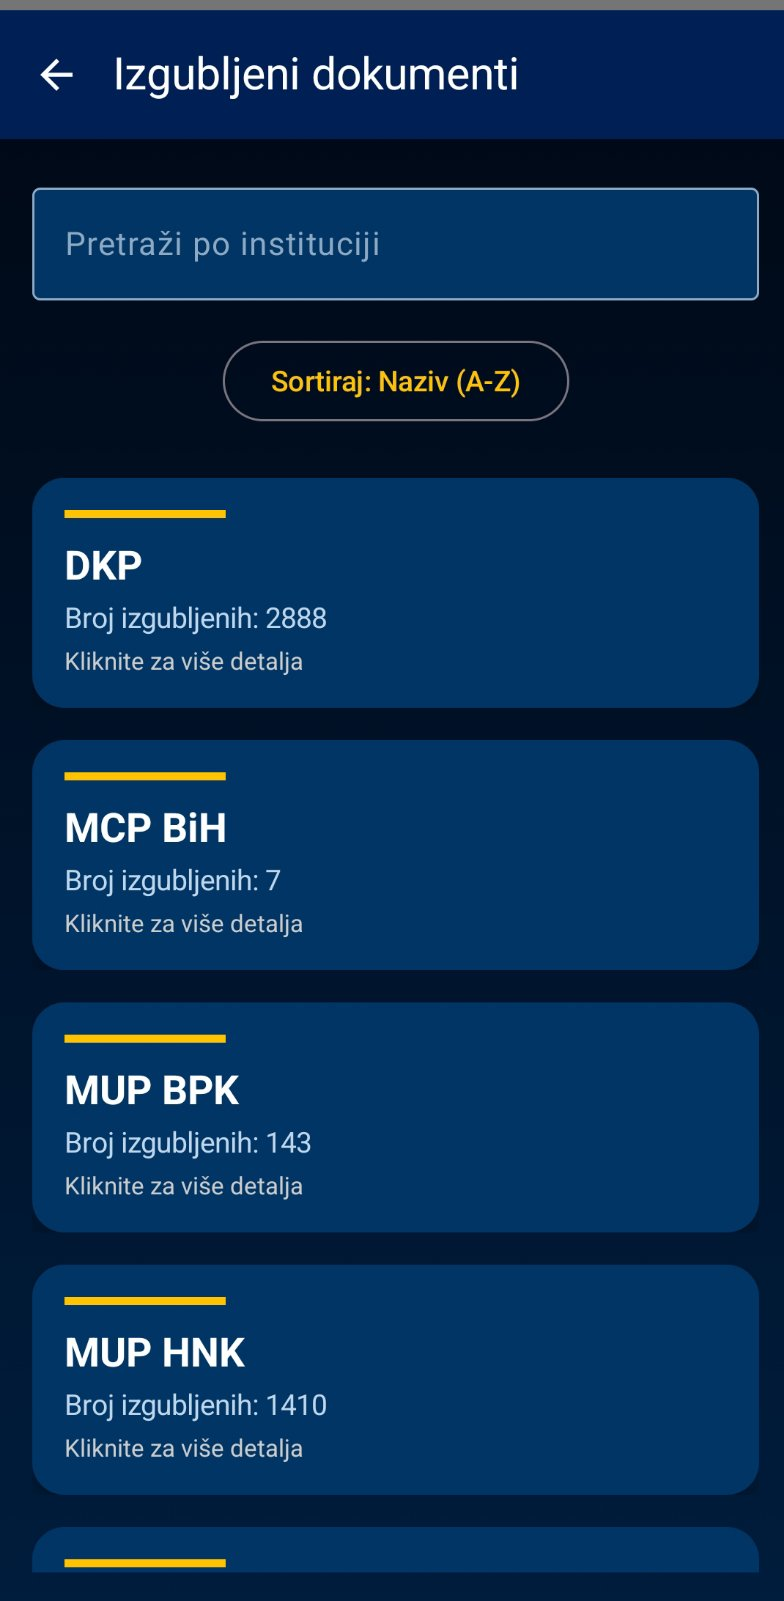 Izgubljeni dokumenti
Pretraži po instituciji
Sortiraj: Naziv (A-Z)
DKP
Broj izgubljenih: 2888
Kliknite za više detalja
MCP BiH
Broj izgubljenih: 7
Kliknite za više detalja
MUP BPK
Broj izgubljenih: 143
Kliknite za više detalja
MUP HNK
Broj izgubljenih: 1410
Kliknite za više detalja